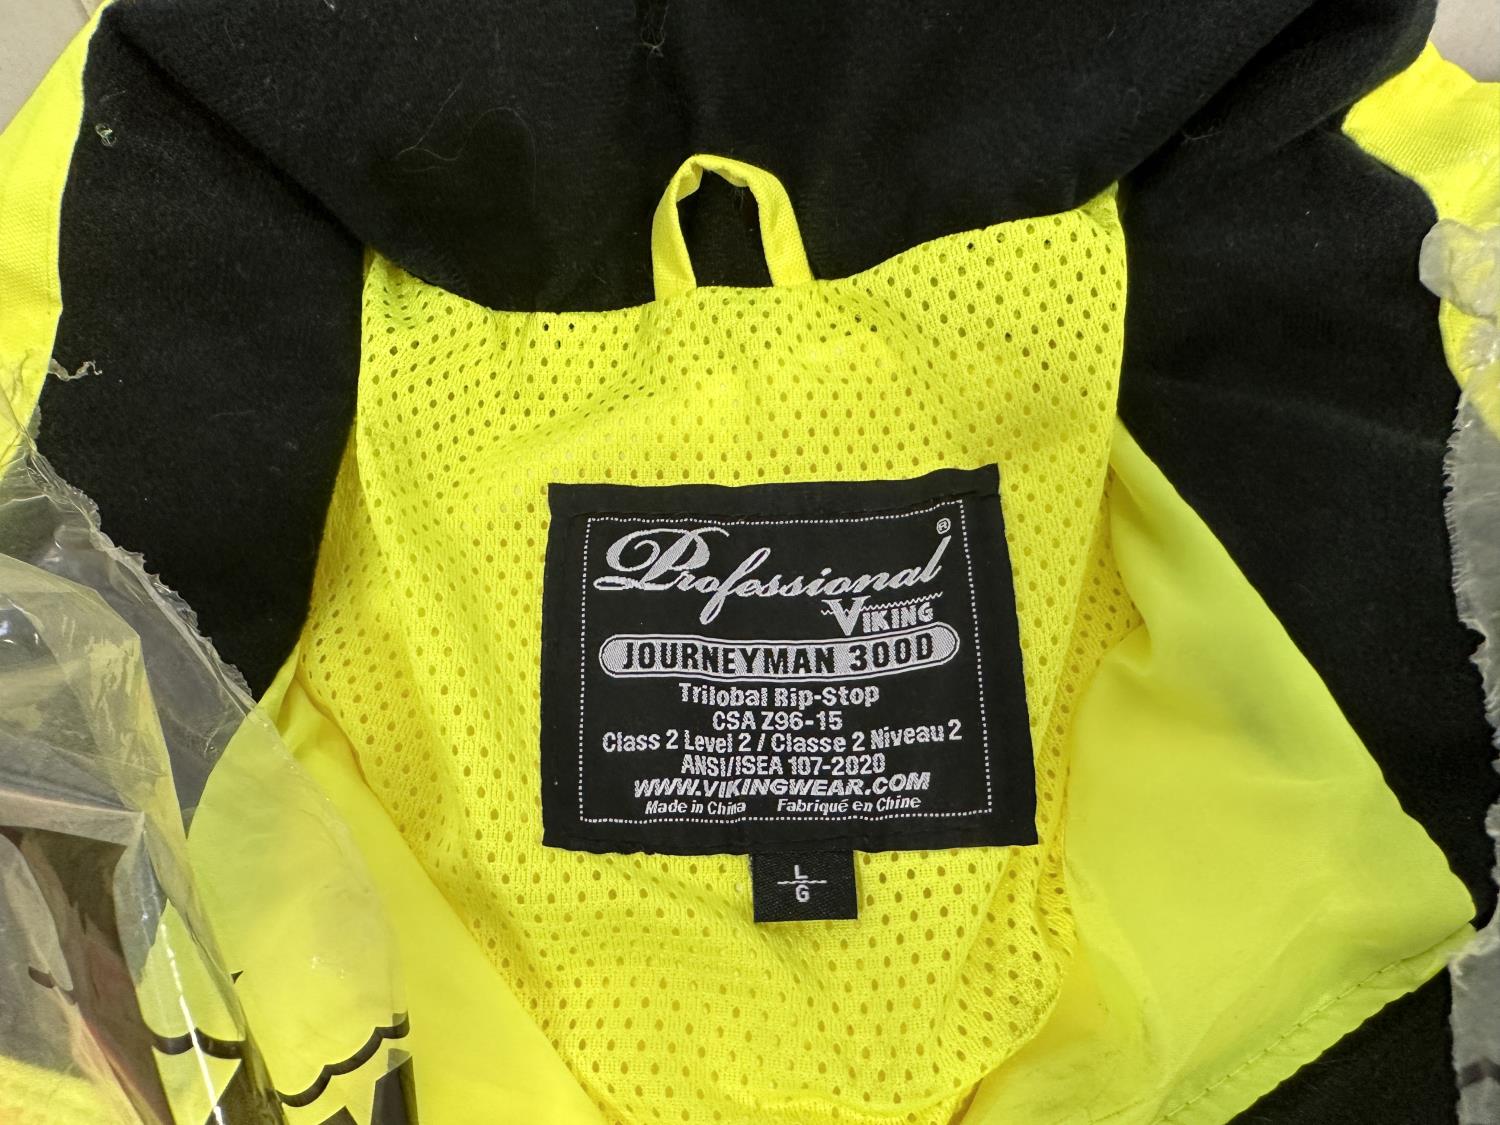 Professional®
VIKING
JOURNEYMAN 300D
Trilobal Rip-Stop
CSA Z96-15
Class 2 Level 2 / Classe 2 Niveau 2
ANSI/ISEA 107-2020
WWW.VIKINGWEAR.COM
Made in China Fabriqué en Chine
L
G